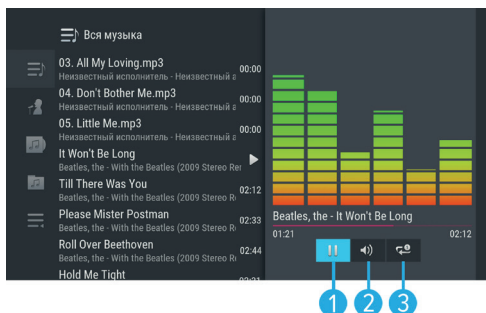 Вся музыка
03. All My Loving.mp3
Неизвестный исполнитель - Неизвестный а
00:00
04. Don't Bother Me.mp3
Неизвестный исполнитель - Неизвестный а
00:00
05. Little Me.mp3
Неизвестный исполнитель - Неизвестный а
00:00
It Won't Be Long
Beatles, the - With the Beatles (2009 Stereo Rem
Till There Was You
Beatles, the - With the Beatles (2009 Stereo R
02:12
Please Mister Postman
Beatles, the - With the Beatles (2009 Stereo R
02:33
Roll Over Beethoven
Beatles, the - With the Beatles (2009 Stereo R
02:44
Hold Me Tight
02:31
Beatles, the - It Won't Be Long
01:21
02:12
1 2 3